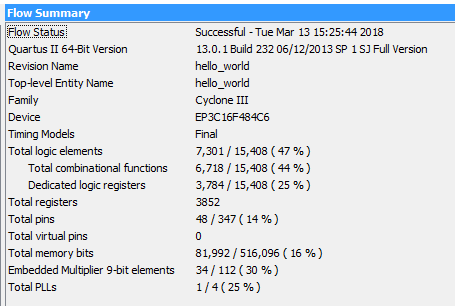 Flow Summary
Flow Status Successful - Tue Mar 13 15:25:44 2018
Quartus II 64-Bit Version 13.0.1 Build 232 06/12/2013 SP 1 SJ Full Version
Revision Name hello_world
Top-level Entity Name hello_world
Family Cyclone III
Device EP3C16F484C6
Timing Models Final
Total logic elements 7,301 / 15,408 ( 47 % )
Total combinational functions 6,718 / 15,408 ( 44 % )
Dedicated logic registers 3,784 / 15,408 ( 25 % )
Total registers 3852
Total pins 48 / 347 ( 14 % )
Total virtual pins 0
Total memory bits 81,992 / 516,096 ( 16 % )
Embedded Multiplier 9-bit elements 34 / 112 ( 30 % )
Total PLLs 1 / 4 ( 25 % )